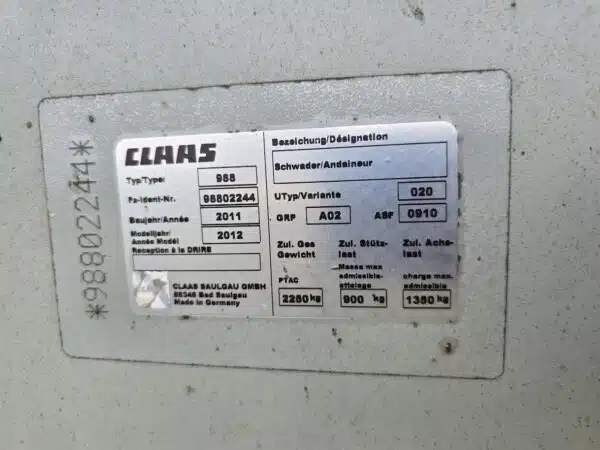 *98802244*
CLAAS
Typ/Type: 988
Fz-Ident-Nr. 98802244
Baujahr/Année 2011
Modelljahr/
Année Modèl 2012
Reception à la DRIRE
CLAAS SAULGAU GMBH
88348 Bad Saulgau
Made in Germany
Bezeichung/Désignation
Schwader/Andaineur
UTyp/Variante 020
GRP A02 ASF 0910
Zul. Ges Zul. Stütz- Zul. Achs-
Gewicht last last
Masse max
admissible- charge max.
PTAC attelage admissible
2250 kg 900 kg 1350 kg